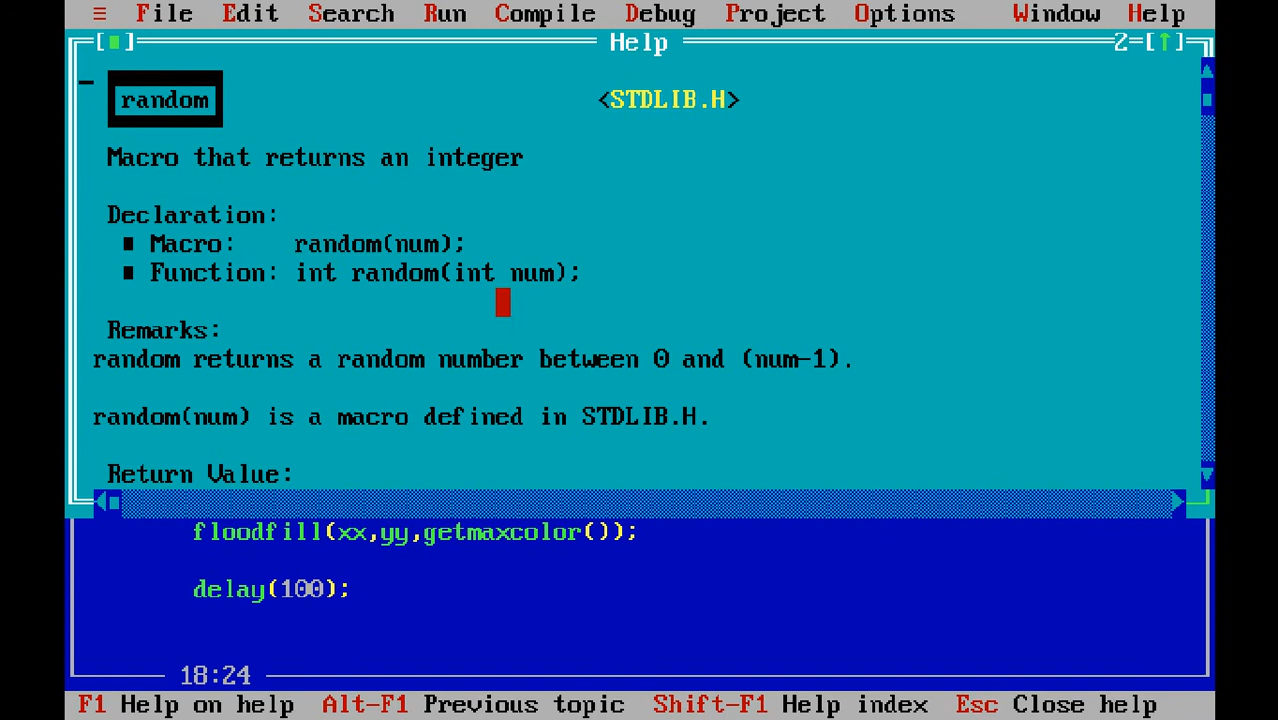 ≡ File Edit Search Run Compile Debug Project Options Window Help
[■] Help 2=[↑]
random <STDLIB.H>
Macro that returns an integer
Declaration:
■ Macro: random(num);
■ Function: int random(int num);
Remarks:
random returns a random number between 0 and (num-1).
random(num) is a macro defined in STDLIB.H.
Return Value:
floodfill(xx,yy,getmaxcolor());
delay(100);
18:24
F1 Help on help Alt-F1 Previous topic Shift-F1 Help index Esc Close help